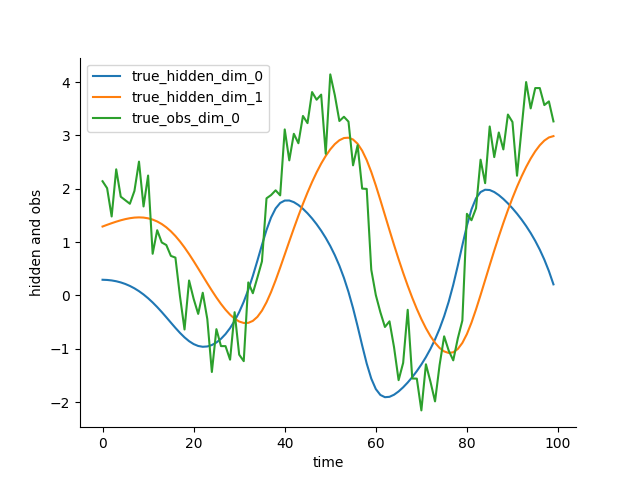 true_hidden_dim_0
true_hidden_dim_1
true_obs_dim_0
hidden and obs
4
3
2
1
0
−1
−2
0 20 40 60 80 100
time